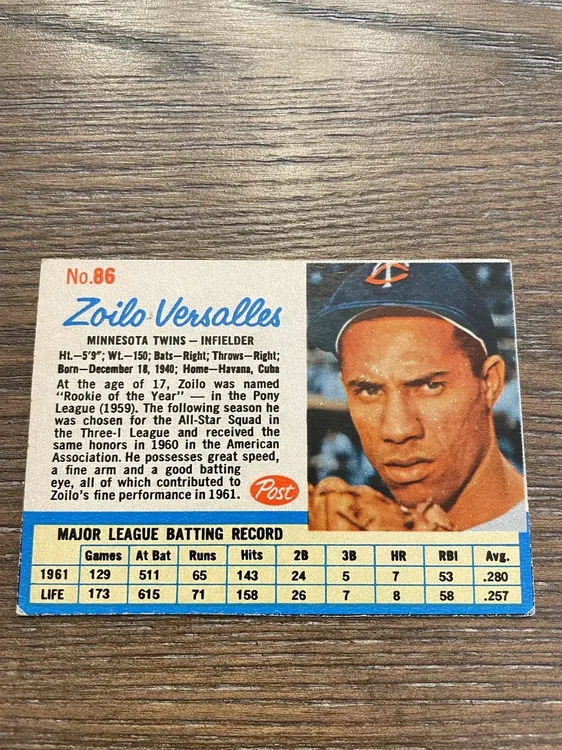 No.86
Zoilo Versalles
MINNESOTA TWINS — INFIELDER
Ht.—5'9"; Wt.—150; Bats—Right; Throws—Right;
Born—December 18, 1940; Home—Havana, Cuba
At the age of 17, Zoilo was named
"Rookie of the Year" — in the Pony
League (1959). The following season he
was chosen for the All-Star Squad in
the Three-I League and received the
same honors in 1960 in the American
Association. He possesses great speed,
a fine arm and a good batting
eye, all of which contributed to
Zoilo's fine performance in 1961.
Post
TC
MAJOR LEAGUE BATTING RECORD
Games At Bat Runs Hits 2B 3B HR RBI Avg.
1961 129 511 65 143 24 5 7 53 .280
LIFE 173 615 71 158 26 7 8 58 .257